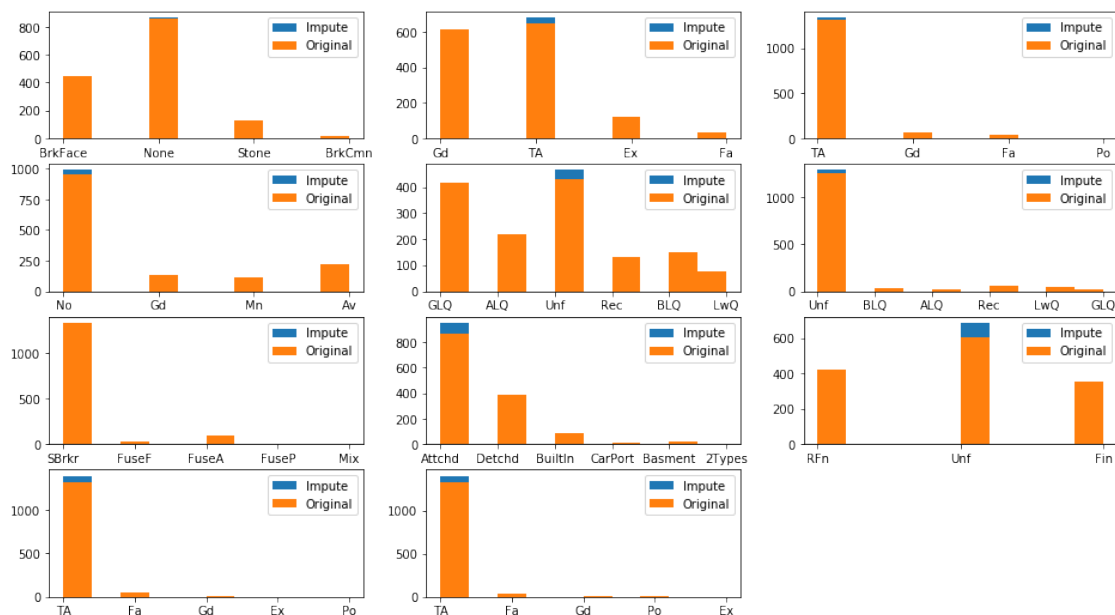 800
600
400
200
0
BrkFace None Stone BrkCmn
Impute
Original
600
400
200
0
Gd TA Ex Fa
Impute
Original
1000
500
0
TA Gd Fa Po
Impute
Original
1000
750
500
250
0
No Gd Mn Av
Impute
Original
400
300
200
100
0
GLQ ALQ Unf Rec BLQ LwQ
Impute
Original
1000
500
0
Unf BLQ ALQ Rec LwQ GLQ
Impute
Original
1000
500
0
SBrkr FuseF FuseA FuseP Mix
Impute
Original
800
600
400
200
0
Attchd Detchd BuiltIn CarPort Basment 2Types
Impute
Original
600
400
200
0
RFn Unf Fin
Impute
Original
1000
500
0
TA Fa Gd Ex Po
Impute
Original
1000
500
0
TA Fa Gd Po Ex
Impute
Original